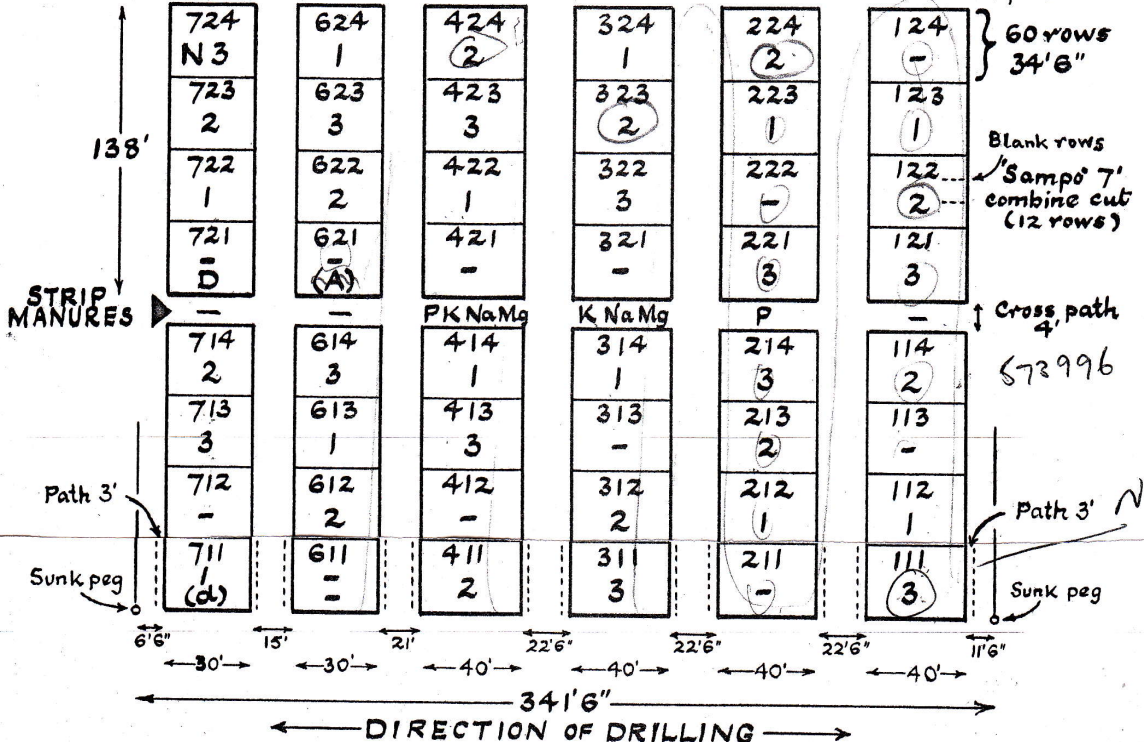 724 624 424 324 224 124 60 rows
N3 1 2 1 2 - 34'6"
723 623 423 323 223 123
2 3 3 2 1 1
138'
Blank rows
722 622 422 322 222 122 'Sampo' 7'
1 2 1 3 - 2 combine cut
(12 rows)
721 621 421 321 221 121
- - - - 3 3
D (A)
STRIP MANURES - - PKNaMg K NaMg P - Cross path 4'
714 614 414 314 214 114 573996
2 3 1 1 3 2
713 613 413 313 213 113
3 1 3 - 2 -
Path 3' 712 612 412 312 212 112 Path 3' N
- 2 - 2 1 1
711 611 411 311 211 111
1 - 2 3 - 3
(d) -
Sunk peg Sunk peg
6'6" 15' 21' 22'6" 22'6" 22'6" 11'6"
30' 30' 40' 40' 40' 40'
341'6"
DIRECTION OF DRILLING